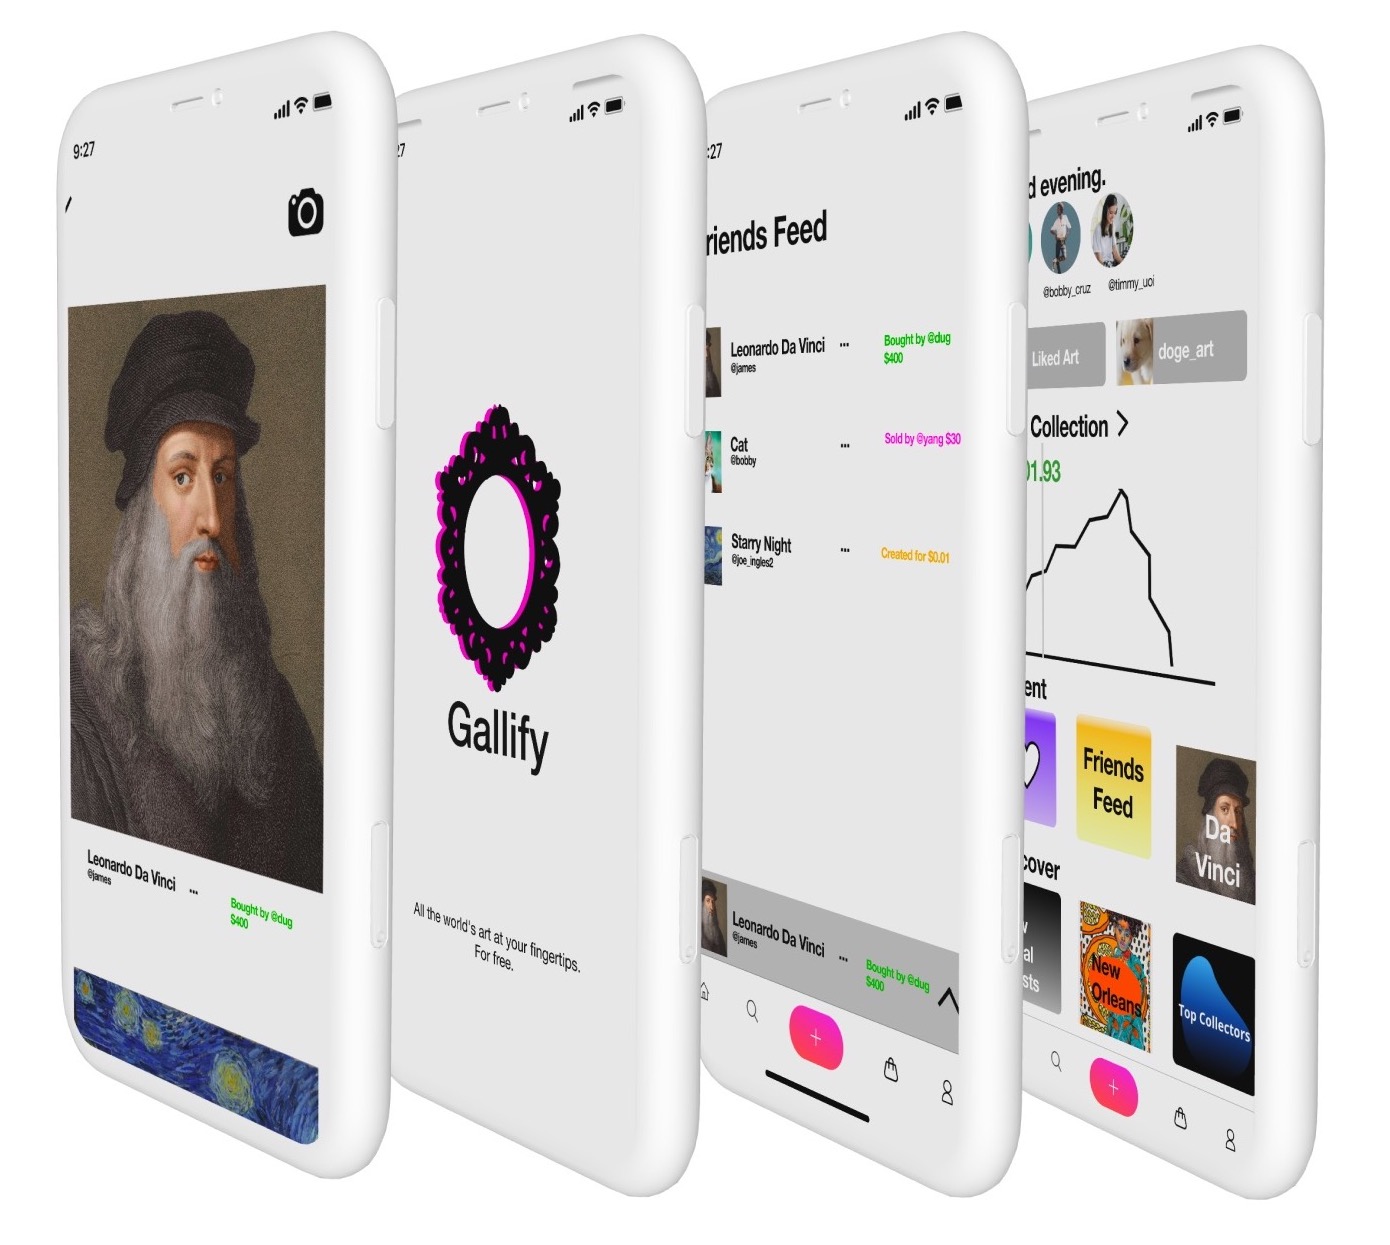 9:27
Leonardo Da Vinci ...
@james
Bought by @dug
$400
27
Gallify
All the world's art at your fingertips.
For free.
:27
riends Feed
Leonardo Da Vinci ...
@james
Bought by @dug
$400
Cat ...
@bobby
Sold by @yang $30
Starry Night ...
@joe_ingles2
Created for $0.01
Leonardo Da Vinci ...
@james
Bought by @dug
$400
d evening.
@bobby_cruz @timmy_uoi
Liked Art
doge_art
Collection
01.93
ent
Friends
Feed
Da
Vinci
cover
al
sts
New
Orleans
Top Collectors